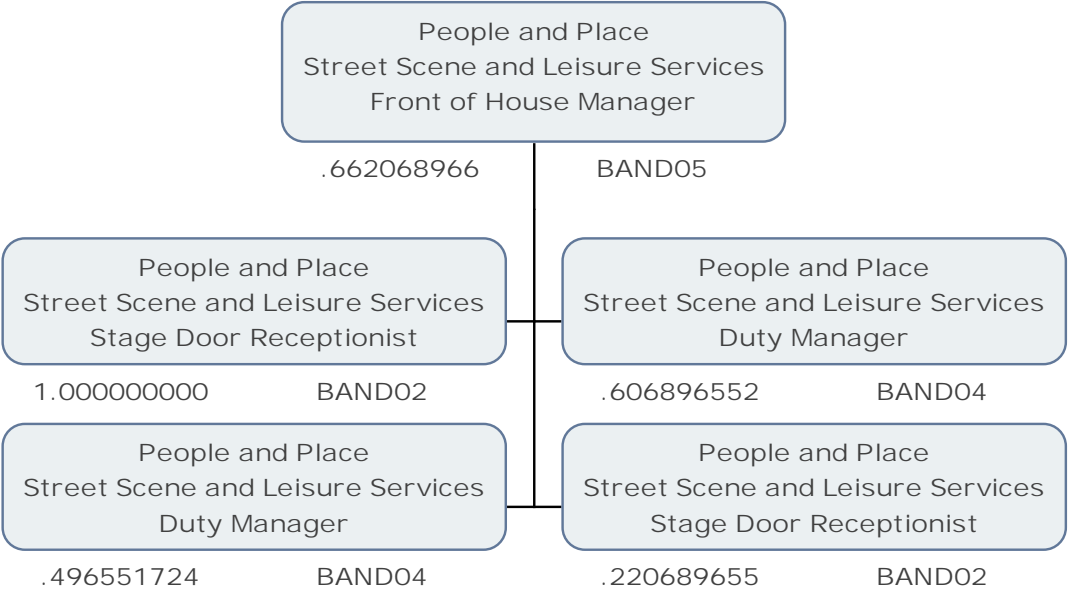 People and Place
Street Scene and Leisure Services
Front of House Manager
.662068966 BAND05
People and Place
Street Scene and Leisure Services
Stage Door Receptionist
1.000000000 BAND02
People and Place
Street Scene and Leisure Services
Duty Manager
.606896552 BAND04
People and Place
Street Scene and Leisure Services
Duty Manager
.496551724 BAND04
People and Place
Street Scene and Leisure Services
Stage Door Receptionist
.220689655 BAND02